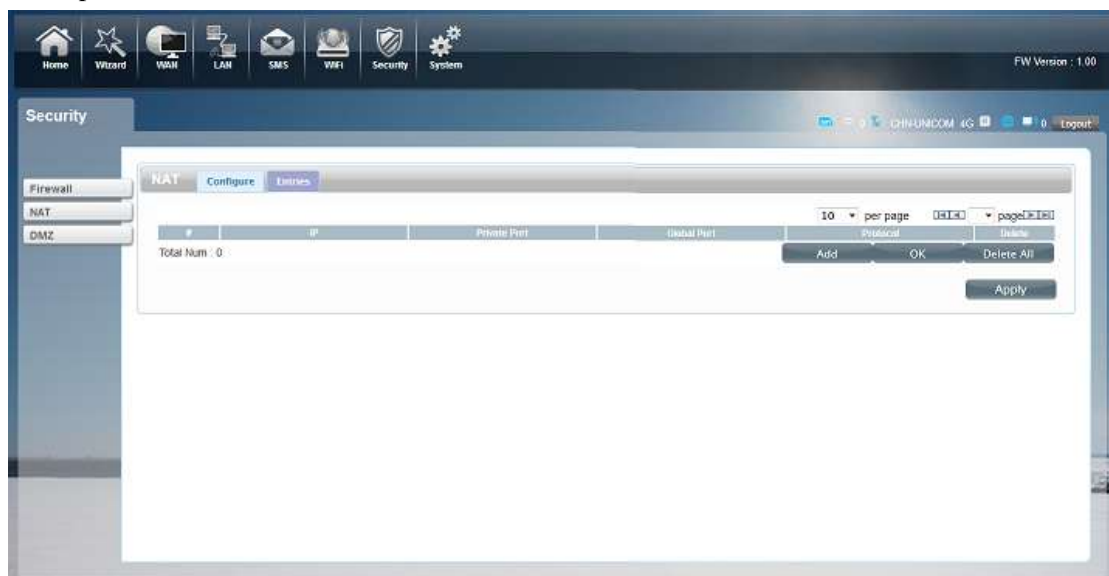 Home Wizard WAN LAN SMS WiFi Security System
FW Version : 1.00
Security
0 CHN-UNICOM 4G 0 Logout
NAT Configure Entries
Firewall
NAT
DMZ
10 per page page
# IP Private Port Global Port Protocol Delete
Total Num : 0 Add OK Delete All
Apply